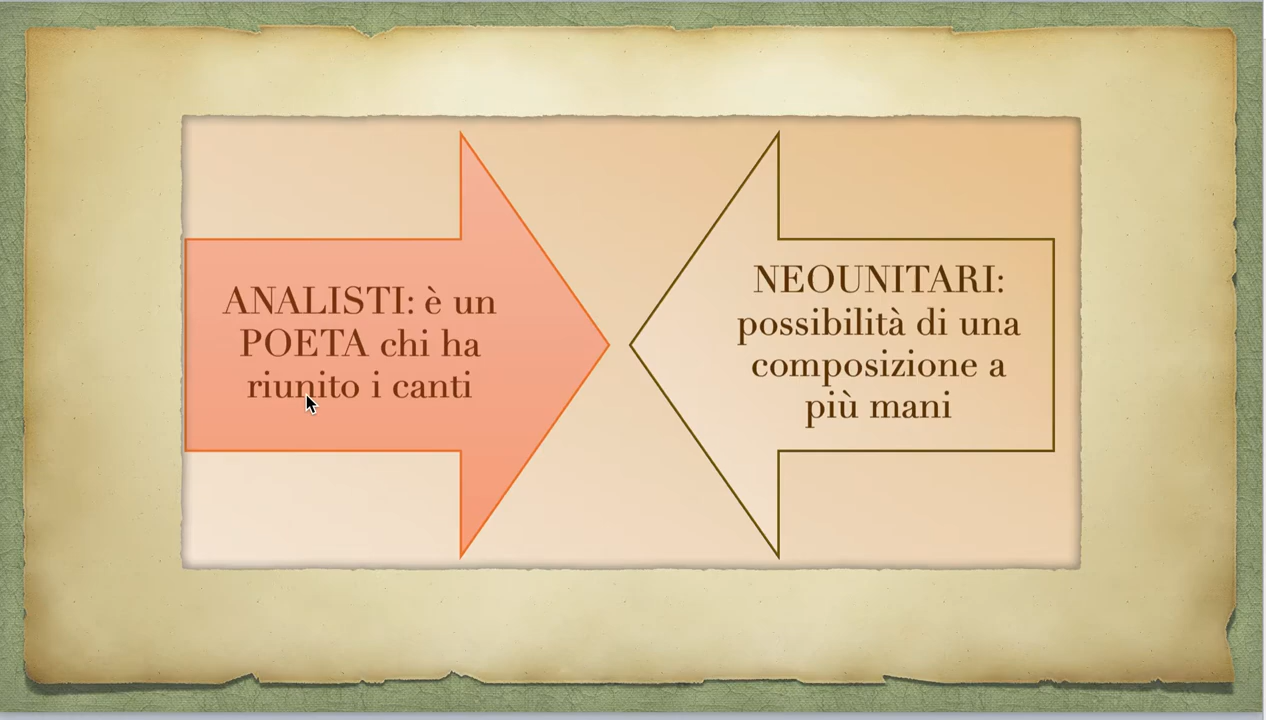 ANALISTI: è un
POETA chi ha
riunito i canti
NEOUNITARI:
possibilità di una
composizione a
più mani